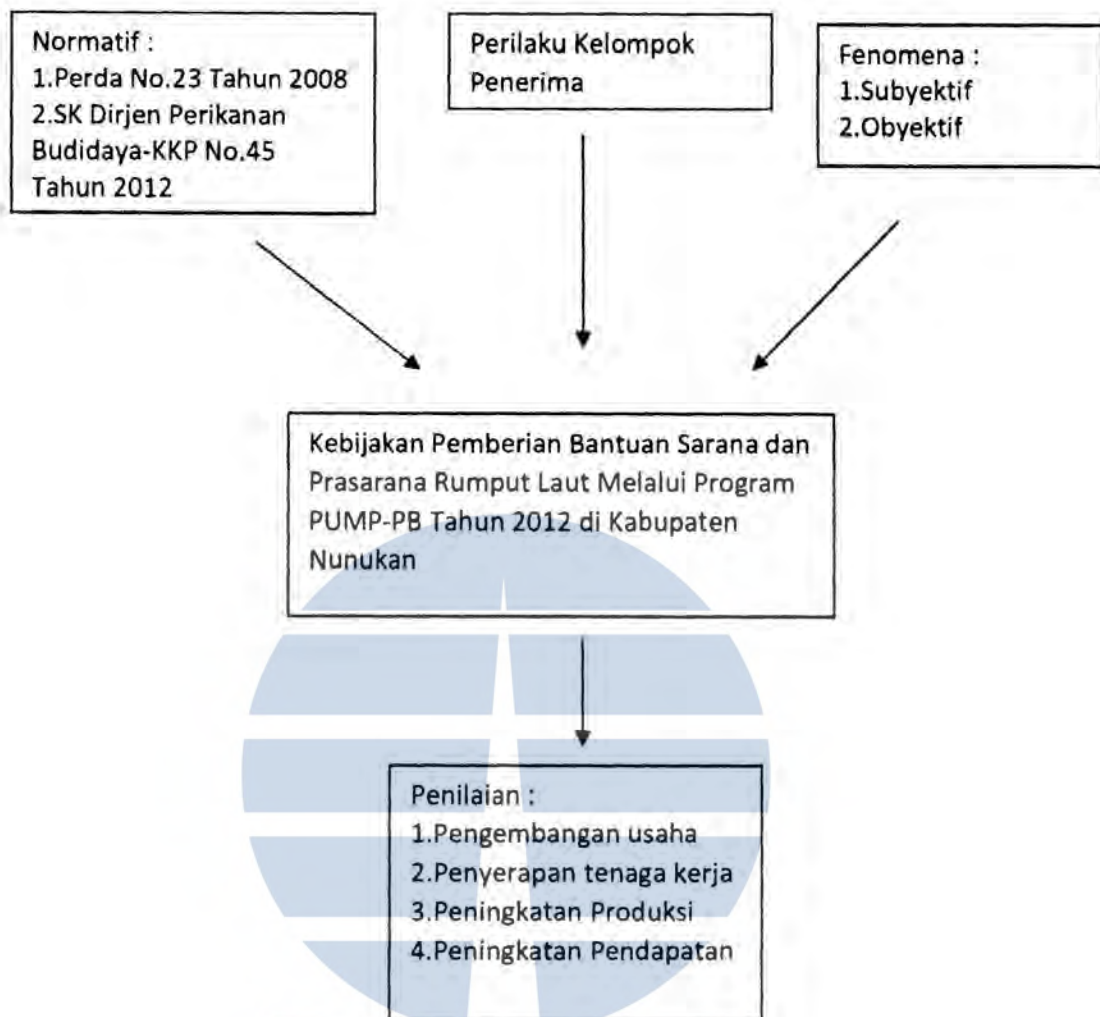 Normatif :
1.Perda No.23 Tahun 2008
2.SK Dirjen Perikanan
Budidaya-KKP No.45
Tahun 2012
Perilaku Kelompok
Penerima
Fenomena :
1.Subyektif
2.Obyektif
Kebijakan Pemberian Bantuan Sarana dan
Prasarana Rumput Laut Melalui Program
PUMP-PB Tahun 2012 di Kabupaten
Nunukan
Penilaian :
1.Pengembangan usaha
2.Penyerapan tenaga kerja
3.Peningkatan Produksi
4.Peningkatan Pendapatan